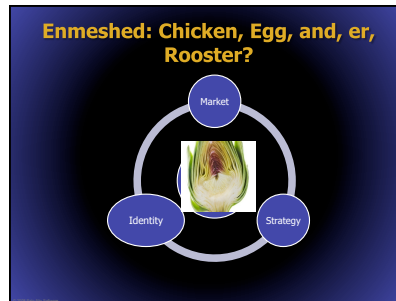 Enmeshed: Chicken, Egg, and, er,
Rooster?
Market
Identity
Strategy